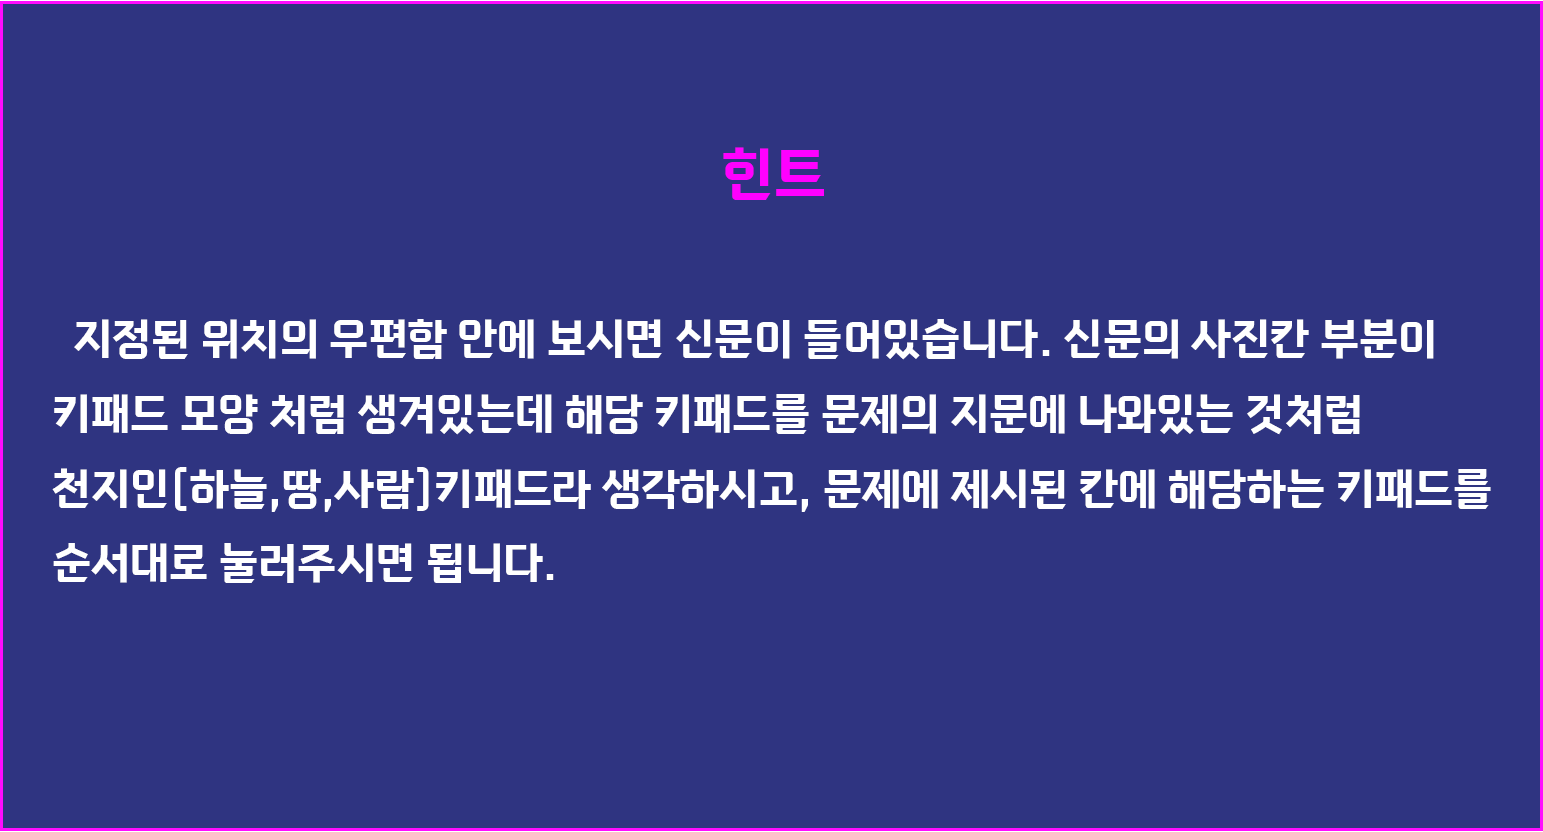 힌트
지정된 위치의 우편함 안에 보시면 신문이 들어있습니다. 신문의 사진칸 부분이
키패드 모양 처럼 생겨있는데 해당 키패드를 문제의 지문에 나와있는 것처럼
천지인(하늘,땅,사람)키패드라 생각하시고, 문제에 제시된 칸에 해당하는 키패드를
순서대로 눌러주시면 됩니다.